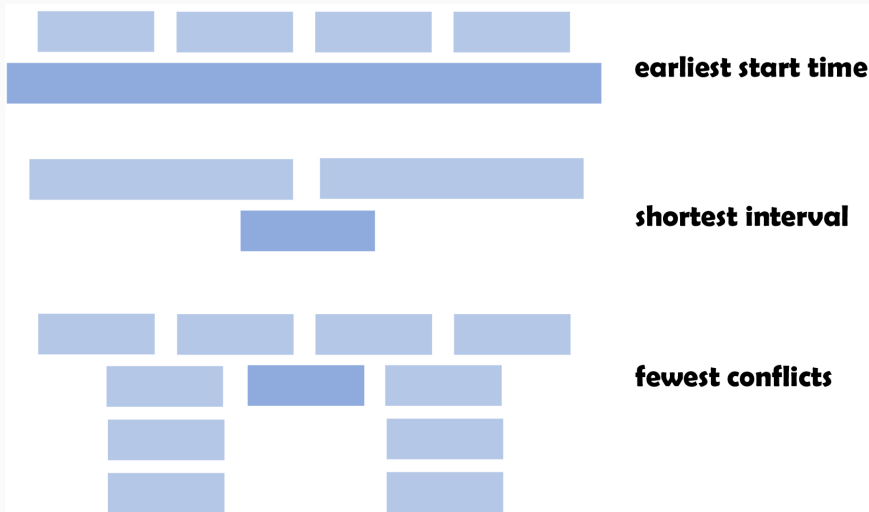 earliest start time
shortest interval
fewest conflicts